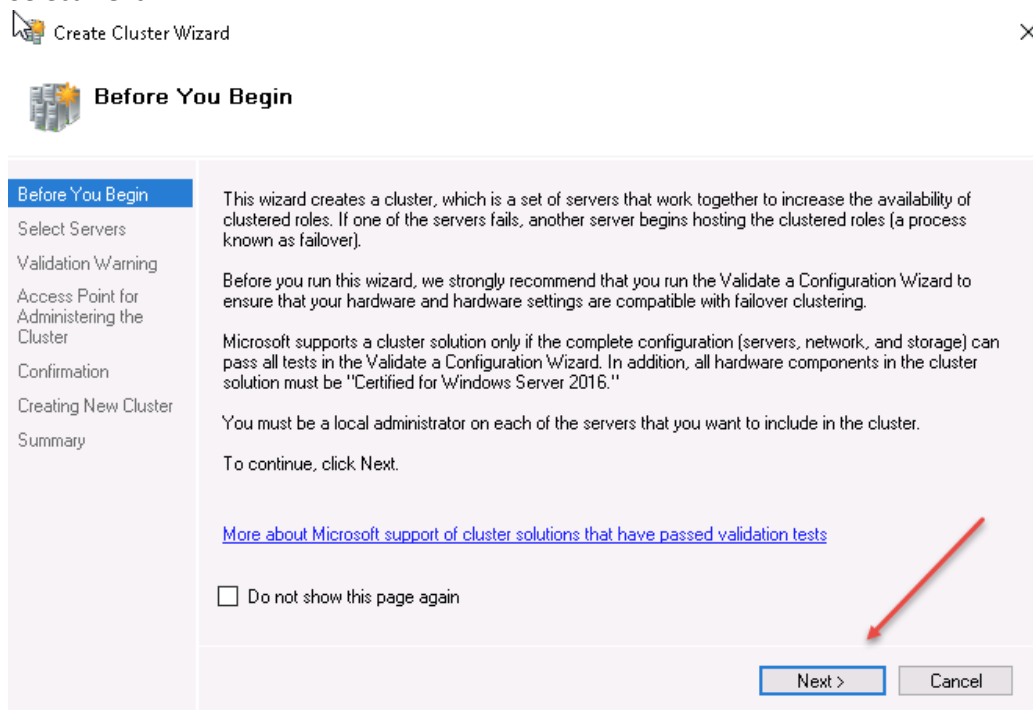 Create Cluster Wizard
Before You Begin
Before You Begin
Select Servers
Validation Warning
Access Point for
Administering the
Cluster
Confirmation
Creating New Cluster
Summary
This wizard creates a cluster, which is a set of servers that work together to increase the availability of
clustered roles. If one of the servers fails, another server begins hosting the clustered roles (a process
known as failover).
Before you run this wizard, we strongly recommend that you run the Validate a Configuration Wizard to
ensure that your hardware and hardware settings are compatible with failover clustering.
Microsoft supports a cluster solution only if the complete configuration (servers, network, and storage) can
pass all tests in the Validate a Configuration Wizard. In addition, all hardware components in the cluster
solution must be "Certified for Windows Server 2016."
You must be a local administrator on each of the servers that you want to include in the cluster.
To continue, click Next.
More about Microsoft support of cluster solutions that have passed validation tests
Do not show this page again
Next >
Cancel